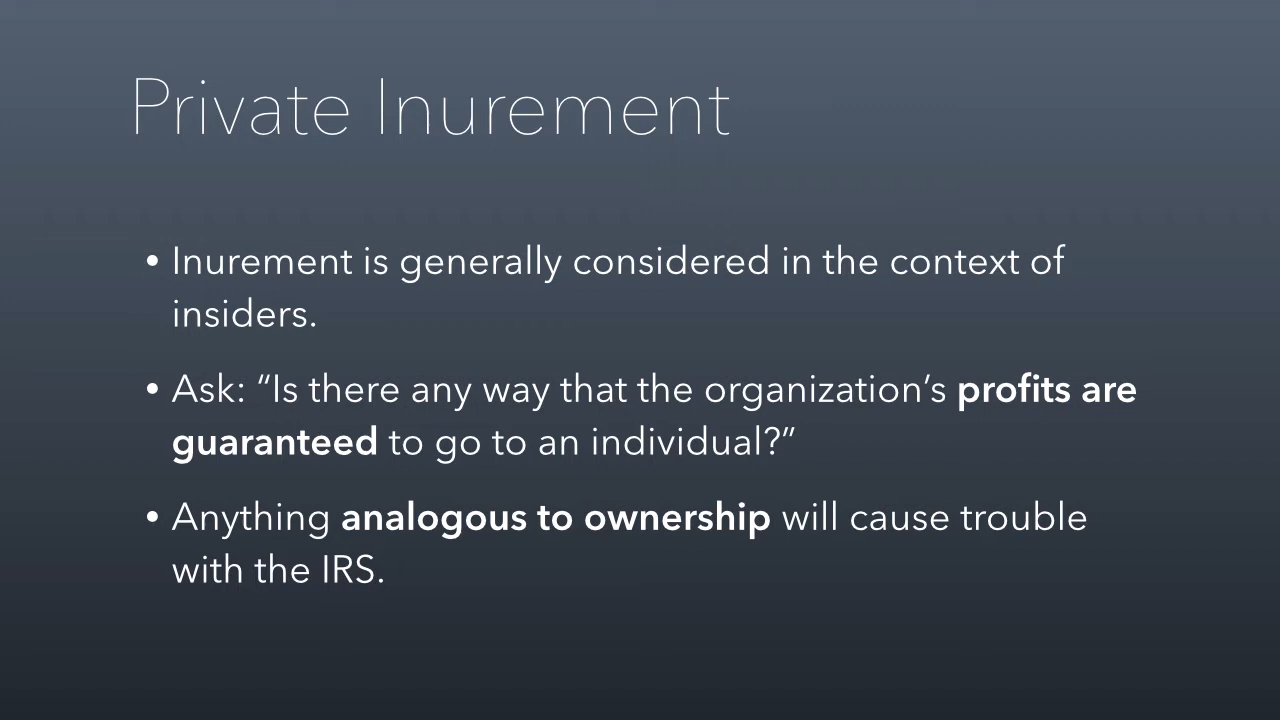 Private Inurement
• Inurement is generally considered in the context of
insiders.
• Ask: “Is there any way that the organization’s profits are
guaranteed to go to an individual?”
• Anything analogous to ownership will cause trouble
with the IRS.